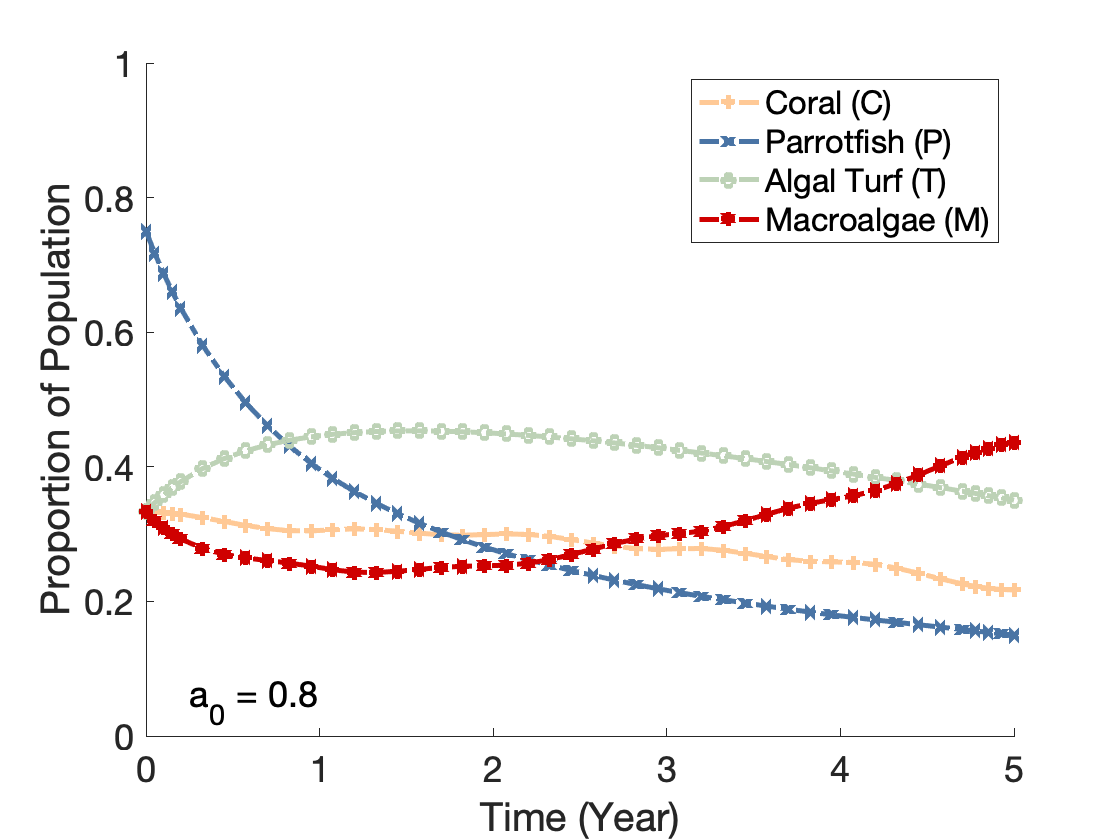 1
0.8
0.6
0.4
0.2
0
Proportion of Population
Coral (C)
Parrotfish (P)
Algal Turf (T)
Macroalgae (M)
a₀ = 0.8
0 1 2 3 4 5
Time (Year)